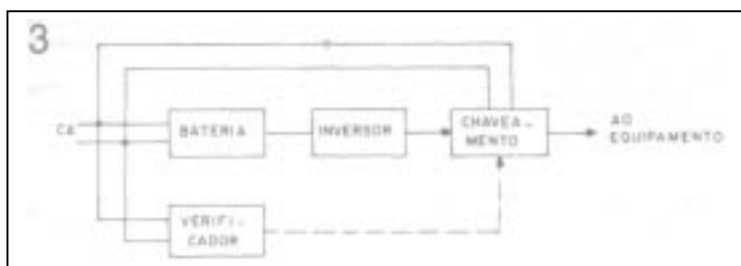 3
CA
BATERIA
INVERSOR
CHAVEA-
MENTO
AO
EQUIPAMENTO
VERIFI-
CADOR